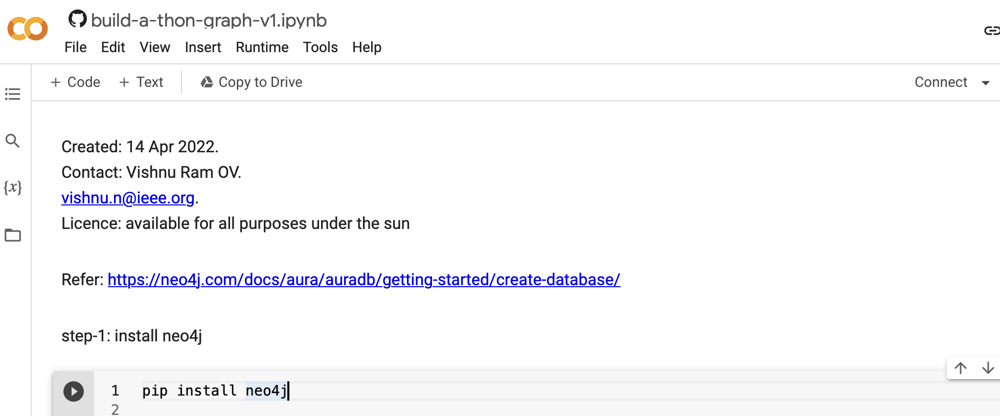 build-a-thon-graph-v1.ipynb
File Edit View Insert Runtime Tools Help
+ Code + Text Copy to Drive Connect
{x}
Created: 14 Apr 2022.
Contact: Vishnu Ram OV.
vishnu.n@ieee.org.
Licence: available for all purposes under the sun
Refer: https://neo4j.com/docs/aura/auradb/getting-started/create-database/
step-1: install neo4j
1 pip install neo4j
2